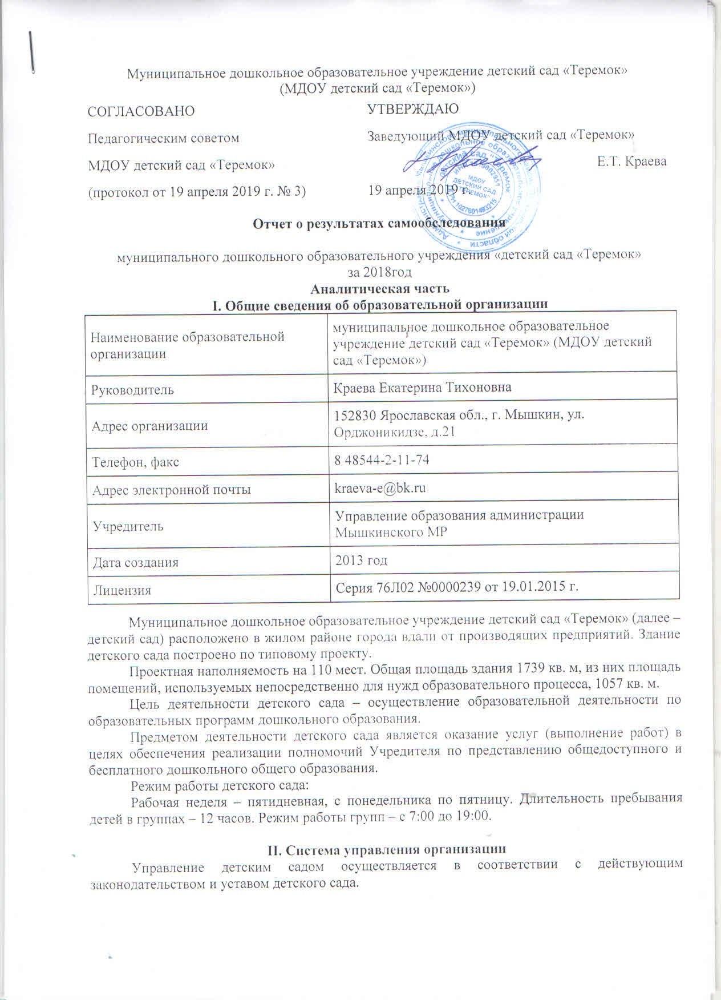 Муниципальное дошкольное образовательное учреждение детский сад «Теремок»
(МДОУ детский сад «Теремок»)
СОГЛАСОВАНО
Педагогическим советом
МДОУ детский сад «Теремок»
(протокол от 19 апреля 2019 г. № 3)
УТВЕРЖДАЮ
Заведующий МДОУ детский сад «Теремок»
Е.Т. Краева
19 апреля 2019 г.
МДОУ
ДЕТСКИЙ САД
"ТЕРЕМОК"
Отчет о результатах самообследования
муниципального дошкольного образовательного учреждения «детский сад «Теремок»
за 2018год
Аналитическая часть
I. Общие сведения об образовательной организации
Наименование образовательной
организации
муниципальное дошкольное образовательное
учреждение детский сад «Теремок» (МДОУ детский
сад «Теремок»)
Руководитель
Краева Екатерина Тихоновна
Адрес организации
152830 Ярославская обл., г. Мышкин, ул.
Орджоникидзе, д.21
Телефон, факс
8 48544-2-11-74
Адрес электронной почты
kraeva-e@bk.ru
Учредитель
Управление образования администрации
Мышкинского МР
Дата создания
2013 год
Лицензия
Серия 76Л02 №0000239 от 19.01.2015 г.
Муниципальное дошкольное образовательное учреждение детский сад «Теремок» (далее –
детский сад) расположено в жилом районе города вдали от производящих предприятий. Здание
детского сада построено по типовому проекту.
Проектная наполняемость на 110 мест. Общая площадь здания 1739 кв. м, из них площадь
помещений, используемых непосредственно для нужд образовательного процесса, 1057 кв. м.
Цель деятельности детского сада – осуществление образовательной деятельности по
образовательных программ дошкольного образования.
Предметом деятельности детского сада является оказание услуг (выполнение работ) в
целях обеспечения реализации полномочий Учредителя по представлению общедоступного и
бесплатного дошкольного общего образования.
Режим работы детского сада:
Рабочая неделя – пятидневная, с понедельника по пятницу. Длительность пребывания
детей в группах – 12 часов. Режим работы групп – с 7:00 до 19:00.
II. Система управления организации
Управление детским садом осуществляется в соответствии с действующим
законодательством и уставом детского сада.